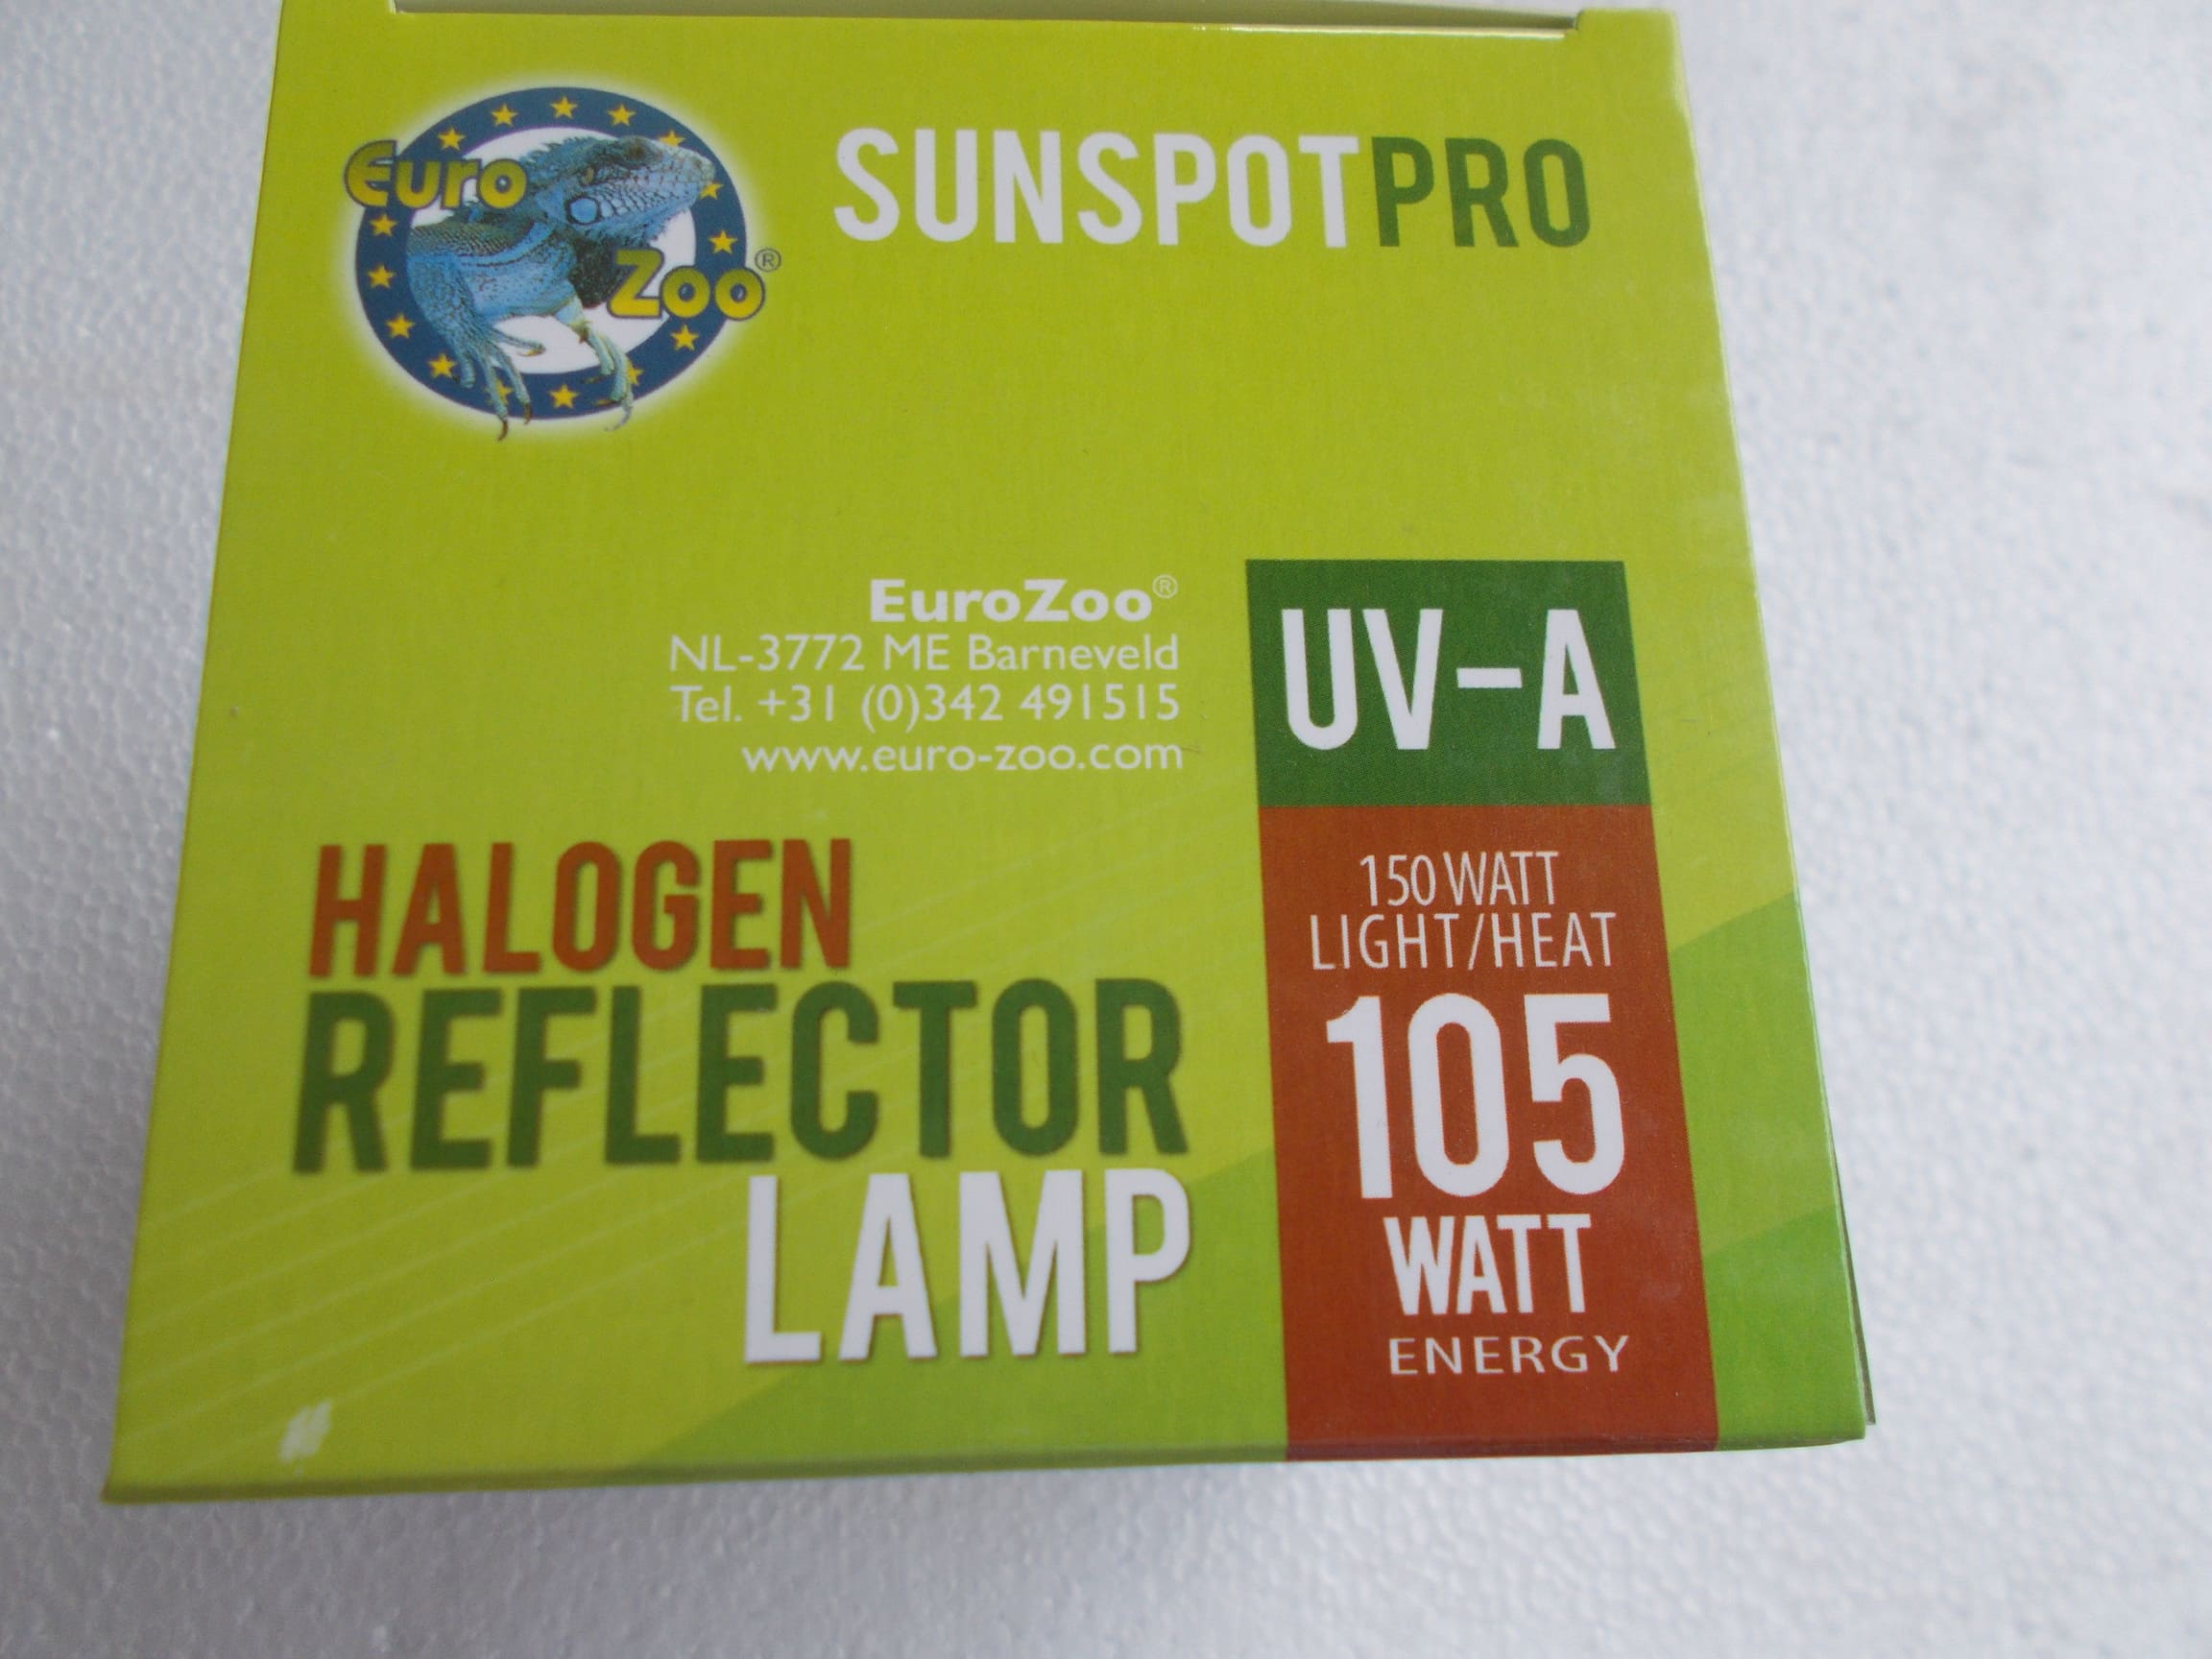 Euro
Zoo®
SUNSPOTPRO
EuroZoo®
NL-3772 ME Barneveld
Tel. +31 (0)342 491515
www.euro-zoo.com
UV-A
150 WATT
LIGHT/HEAT
105
WATT
ENERGY
HALOGEN
REFLECTOR
LAMP